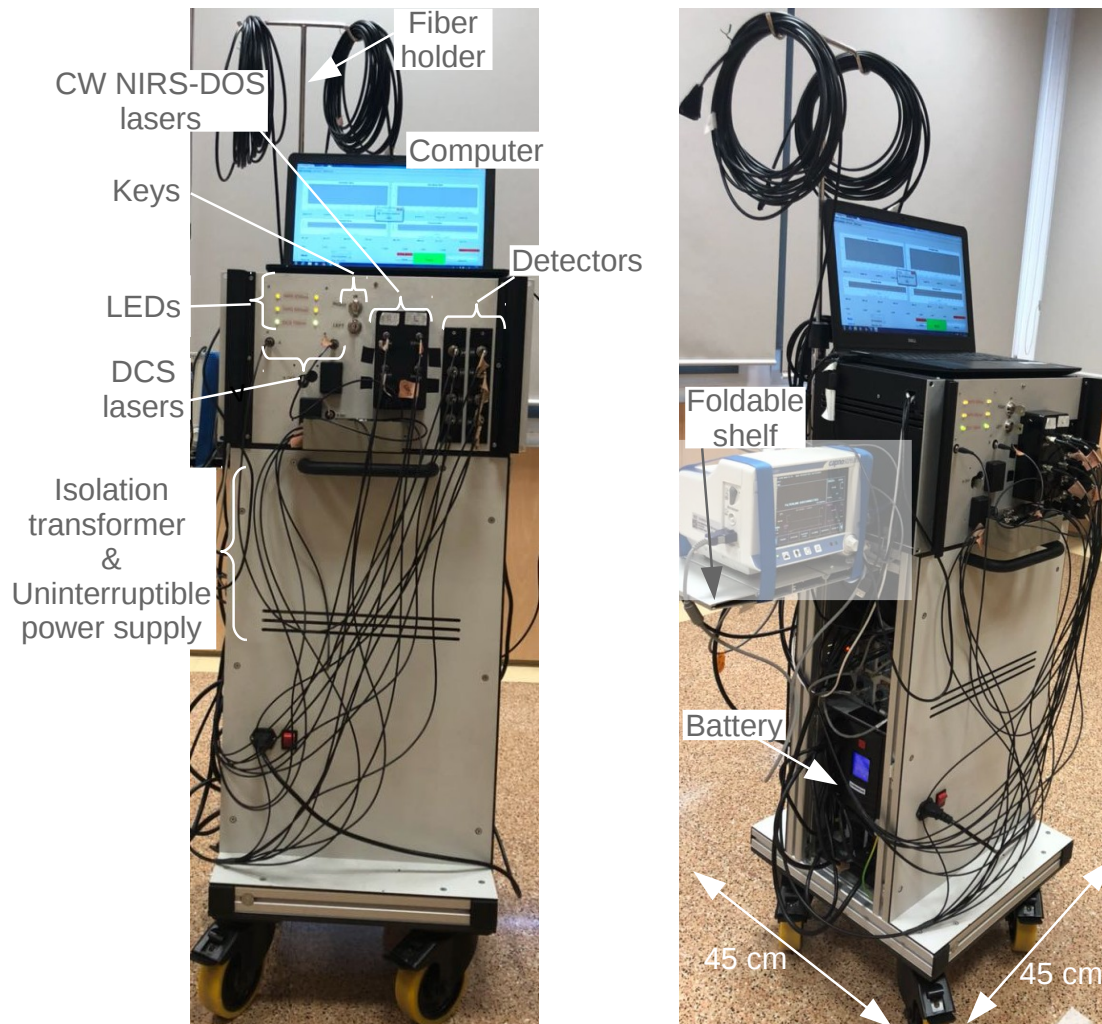 Fiber
holder
CW NIRS-DOS
lasers
Computer
Keys
Detectors
LEDs
DCS
lasers
Isolation
transformer
&
Uninterruptible
power supply
Foldable
shelf
Battery
45 cm
45 cm